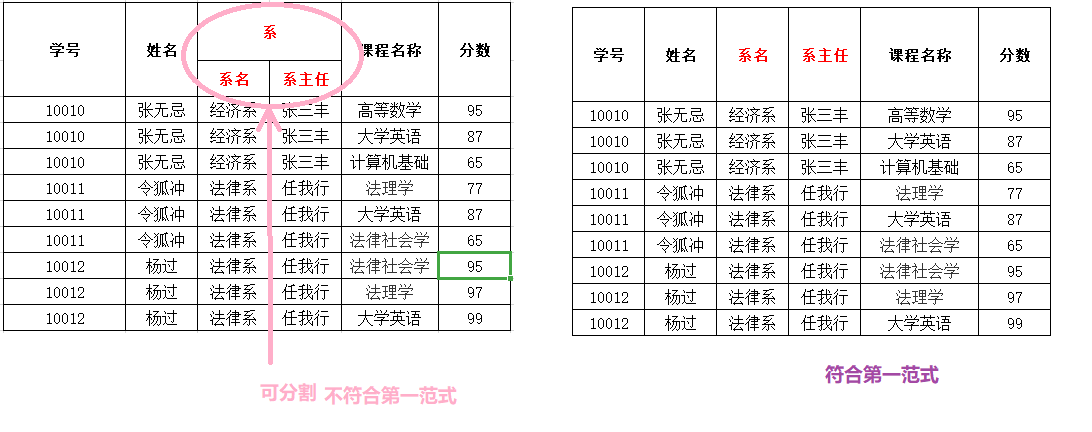 学号 姓名 系 课程名称 分数
系名 系主任
10010 张无忌 经济系 张三丰 高等数学 95
10010 张无忌 经济系 张三丰 大学英语 87
10010 张无忌 经济系 张三丰 计算机基础 65
10011 令狐冲 法律系 任我行 法理学 77
10011 令狐冲 法律系 任我行 大学英语 87
10011 令狐冲 法律系 任我行 法律社会学 65
10012 杨过 法律系 任我行 法律社会学 95
10012 杨过 法律系 任我行 法理学 97
10012 杨过 法律系 任我行 大学英语 99
可分割 不符合第一范式
学号 姓名 系名 系主任 课程名称 分数
10010 张无忌 经济系 张三丰 高等数学 95
10010 张无忌 经济系 张三丰 大学英语 87
10010 张无忌 经济系 张三丰 计算机基础 65
10011 令狐冲 法律系 任我行 法理学 77
10011 令狐冲 法律系 任我行 大学英语 87
10011 令狐冲 法律系 任我行 法律社会学 65
10012 杨过 法律系 任我行 法律社会学 95
10012 杨过 法律系 任我行 法理学 97
10012 杨过 法律系 任我行 大学英语 99
符合第一范式